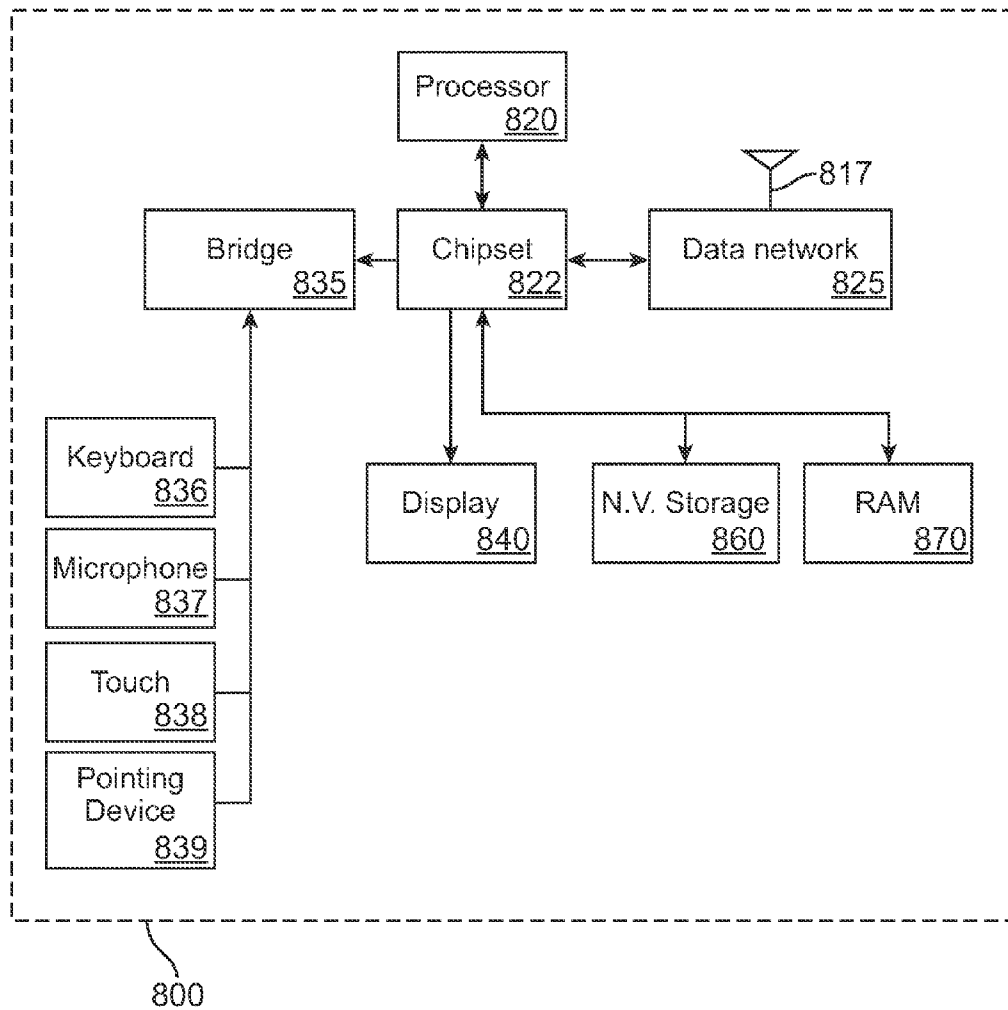 Processor
820
817
Bridge
835
Chipset
822
Data network
825
Keyboard
836
Display
840
N.V. Storage
860
RAM
870
Microphone
837
Touch
838
Pointing
Device
839
800